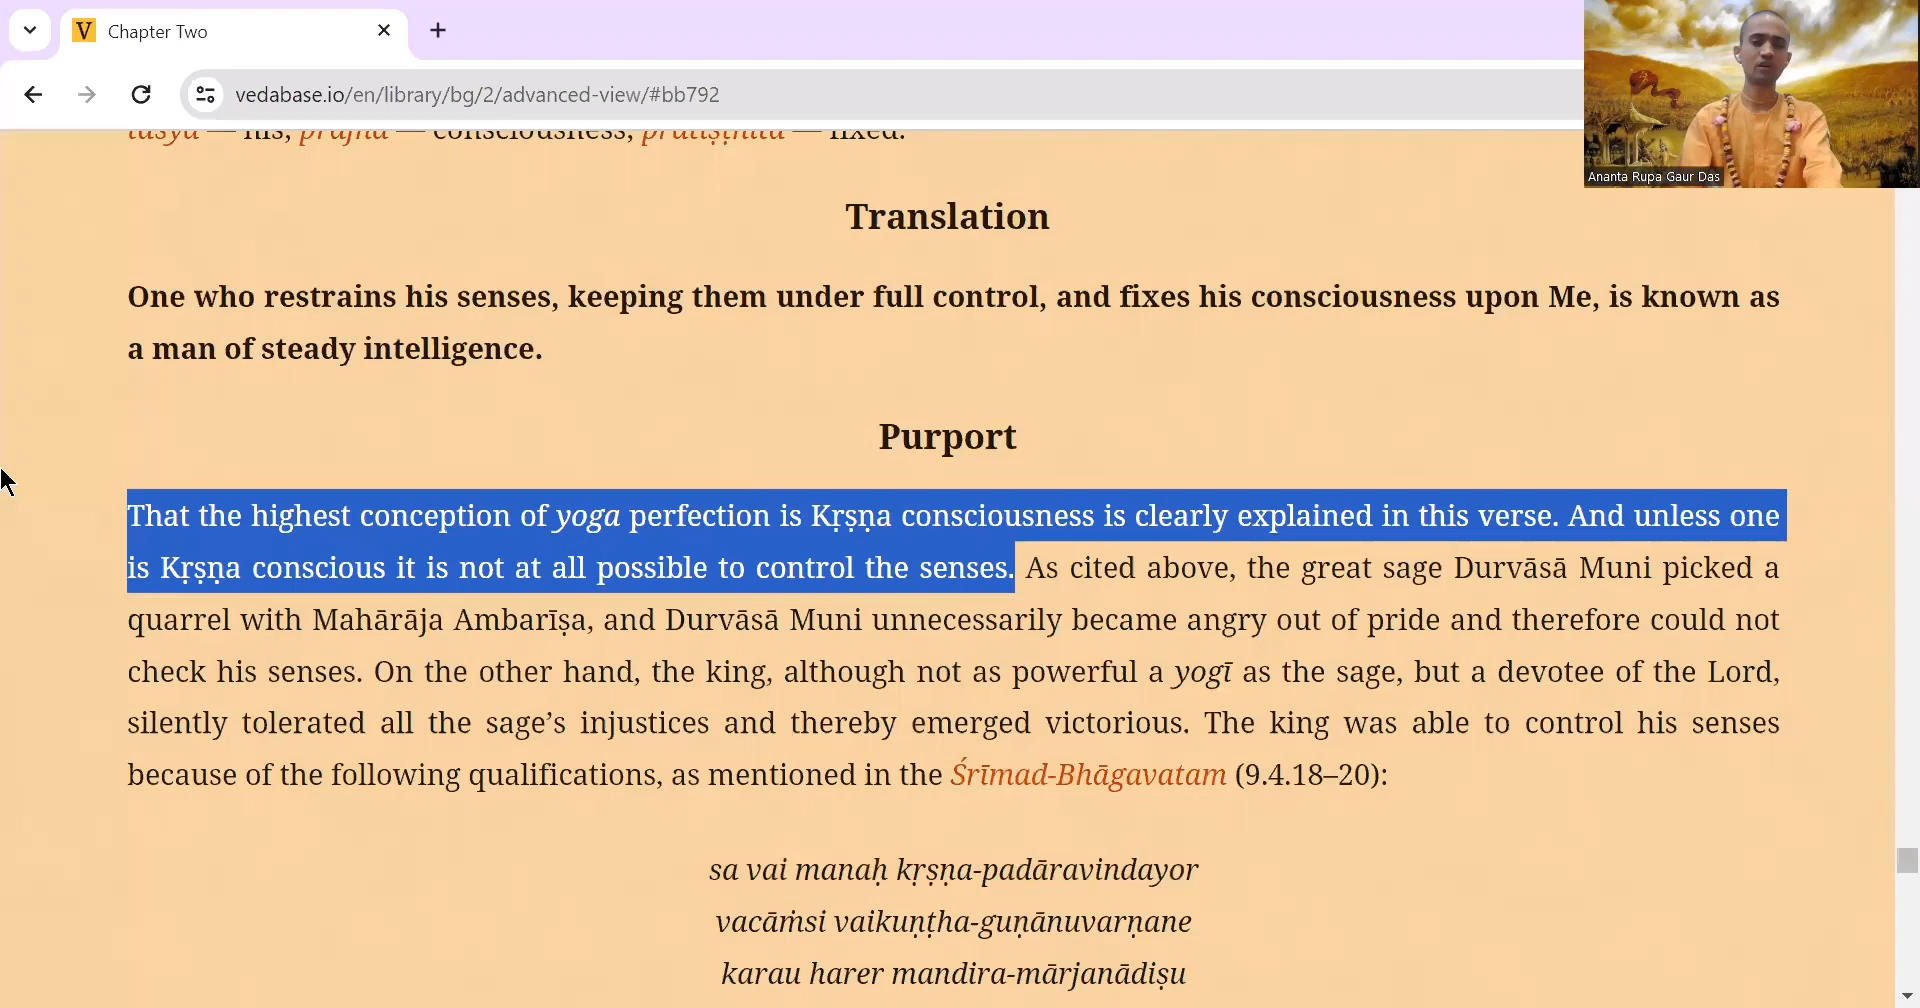 V Chapter Two
vedabase.io/en/library/bg/2/advanced-view/#bb792
Ananta Rupa Gaur Das
tasya — his; prajñā — consciousness; pratiṣṭhitā — fixed.
Translation
One who restrains his senses, keeping them under full control, and fixes his consciousness upon Me, is known as
a man of steady intelligence.
Purport
That the highest conception of yoga perfection is Kṛṣṇa consciousness is clearly explained in this verse. And unless one
is Kṛṣṇa conscious it is not at all possible to control the senses. As cited above, the great sage Durvāsā Muni picked a
quarrel with Mahārāja Ambarīṣa, and Durvāsā Muni unnecessarily became angry out of pride and therefore could not
check his senses. On the other hand, the king, although not as powerful a yogī as the sage, but a devotee of the Lord,
silently tolerated all the sage’s injustices and thereby emerged victorious. The king was able to control his senses
because of the following qualifications, as mentioned in the Śrīmad-Bhāgavatam (9.4.18–20):
sa vai manaḥ kṛṣṇa-padāravindayor
vacāṁsi vaikuṇṭha-guṇānuvarṇane
karau harer mandira-mārjanādiṣu